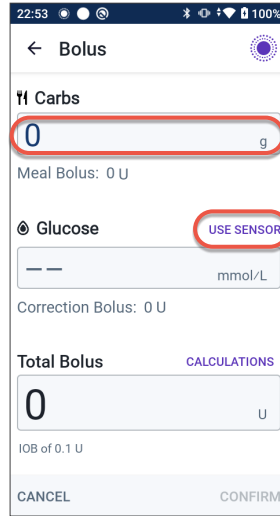 22:53 100%
Bolus
Carbs
0 g
Meal Bolus: 0 U
Glucose USE SENSOR
-- mmol/L
Correction Bolus: 0 U
Total Bolus CALCULATIONS
0 U
IOB of 0.1 U
CANCEL CONFIRM